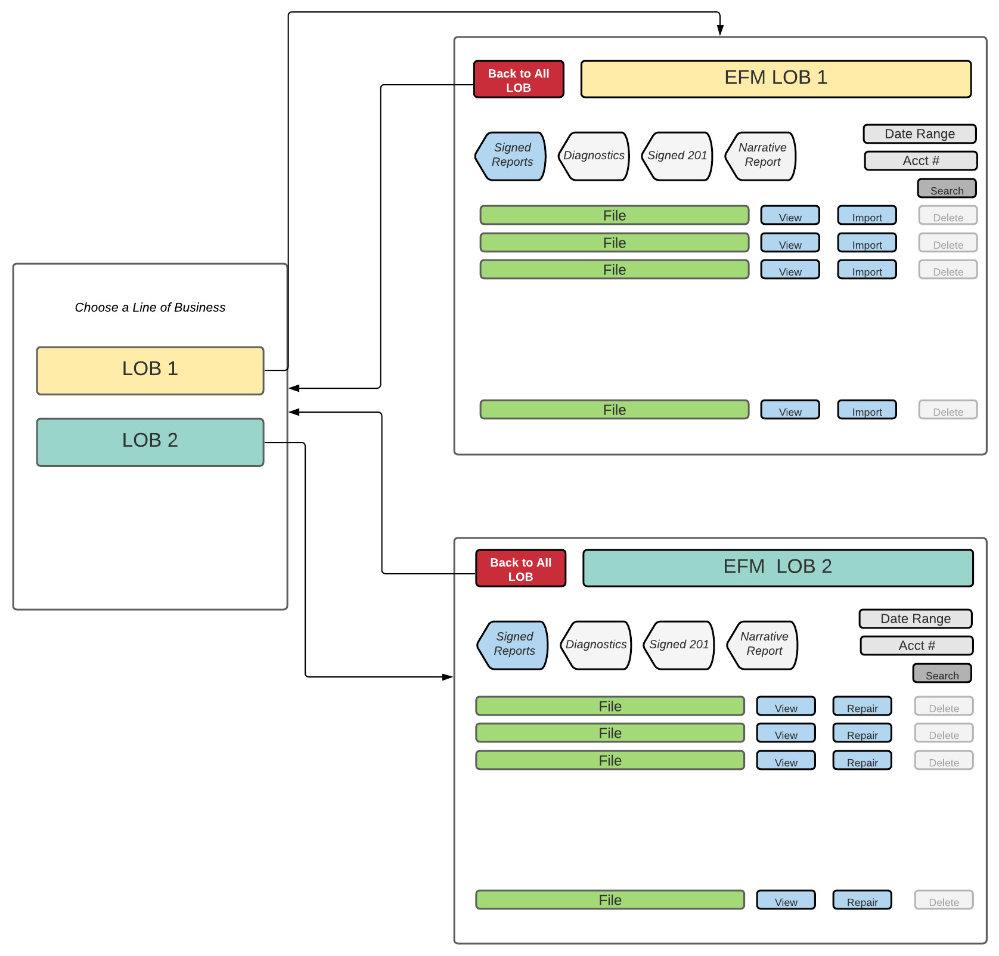 Choose a Line of Business
LOB 1
LOB 2
Back to All
LOB
EFM LOB 1
Signed
Reports
Diagnostics
Signed 201
Narrative
Report
Date Range
Acct #
Search
File View Import Delete
File View Import Delete
File View Import Delete
File View Import Delete
Back to All
LOB
EFM  LOB 2
Signed
Reports
Diagnostics
Signed 201
Narrative
Report
Date Range
Acct #
Search
File View Repair Delete
File View Repair Delete
File View Repair Delete
File View Repair Delete